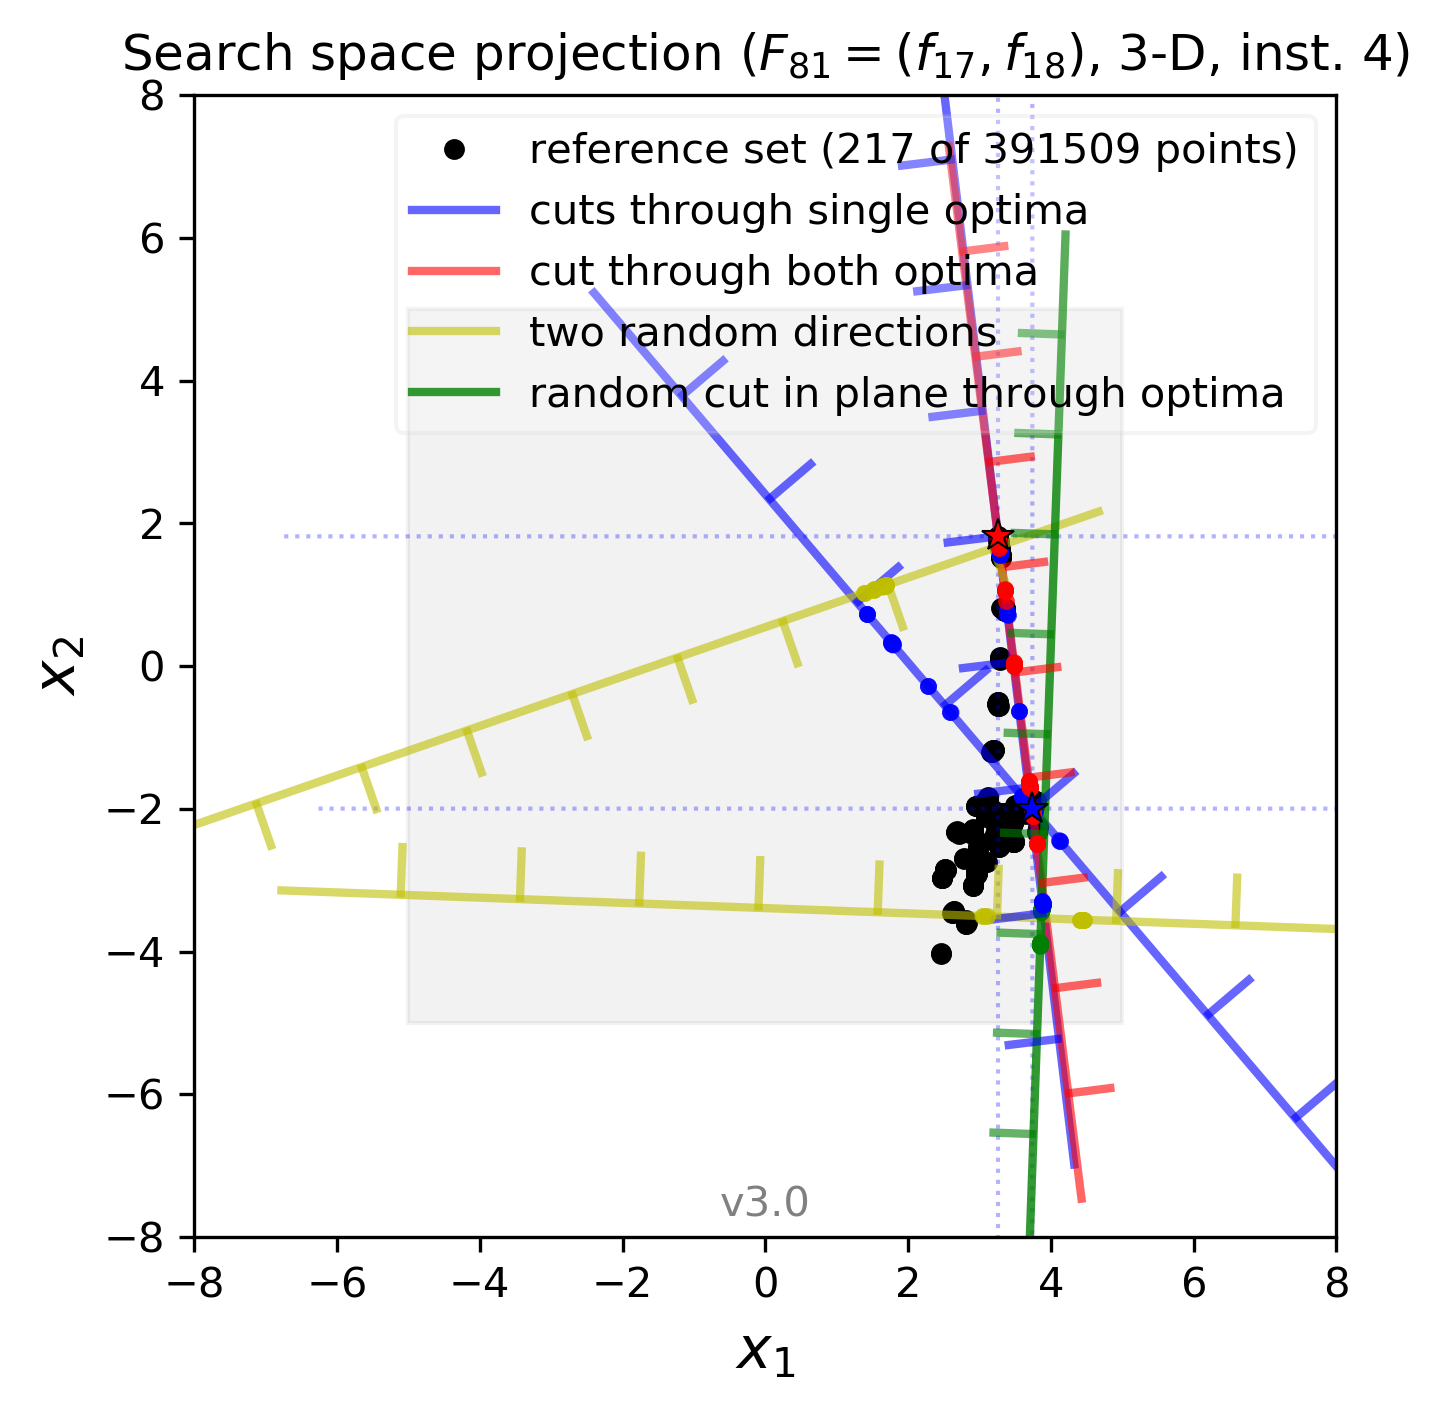 Search space projection (F₈₁ = (f₁₇, f₁₈), 3-D, inst. 4)
8
6
4
2
0
−2
−4
−6
−8
x₂
reference set (217 of 391509 points)
cuts through single optima
cut through both optima
two random directions
random cut in plane through optima
v3.0
−8 −6 −4 −2 0 2 4 6 8
x₁